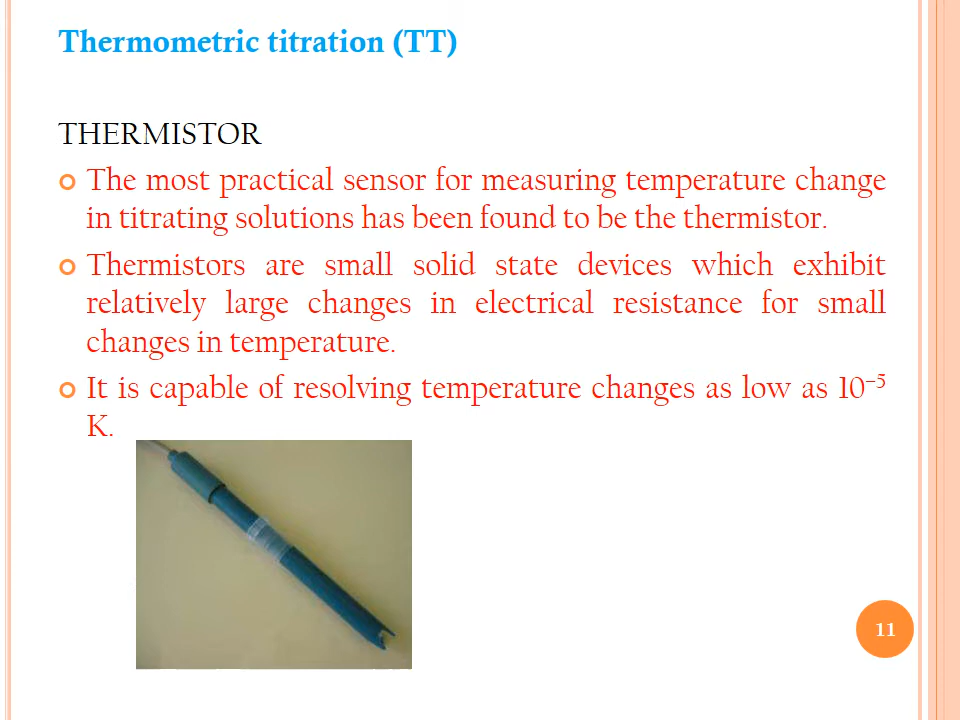 Thermometric titration (TT)
THERMISTOR
The most practical sensor for measuring temperature change
in titrating solutions has been found to be the thermistor.
Thermistors are small solid state devices which exhibit
relatively large changes in electrical resistance for small
changes in temperature.
It is capable of resolving temperature changes as low as 10⁻⁵
K.
11